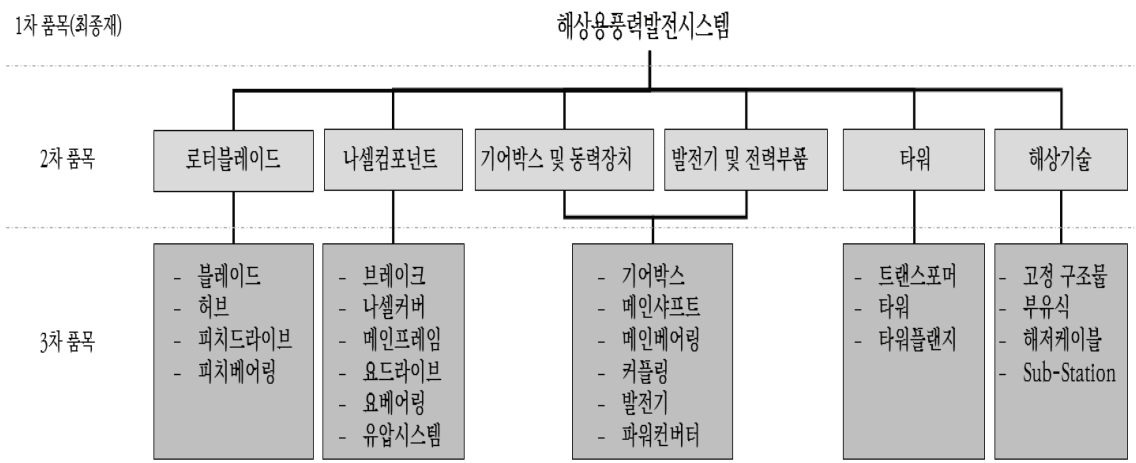 1차 품목(최종재)
해상용풍력발전시스템
2차 품목
로터블레이드
나셀컴포넌트
기어박스 및 동력장치
발전기 및 전력부품
타워
해상기술
3차 품목
- 블레이드
- 허브
- 피치드라이브
- 피치베어링
- 브레이크
- 나셀커버
- 메인프레임
- 요드라이브
- 요베어링
- 유압시스템
- 기어박스
- 메인샤프트
- 메인베어링
- 커플링
- 발전기
- 파워컨버터
- 트랜스포머
- 타워
- 타워플랜지
- 고정 구조물
- 부유식
- 해저케이블
- Sub-Station